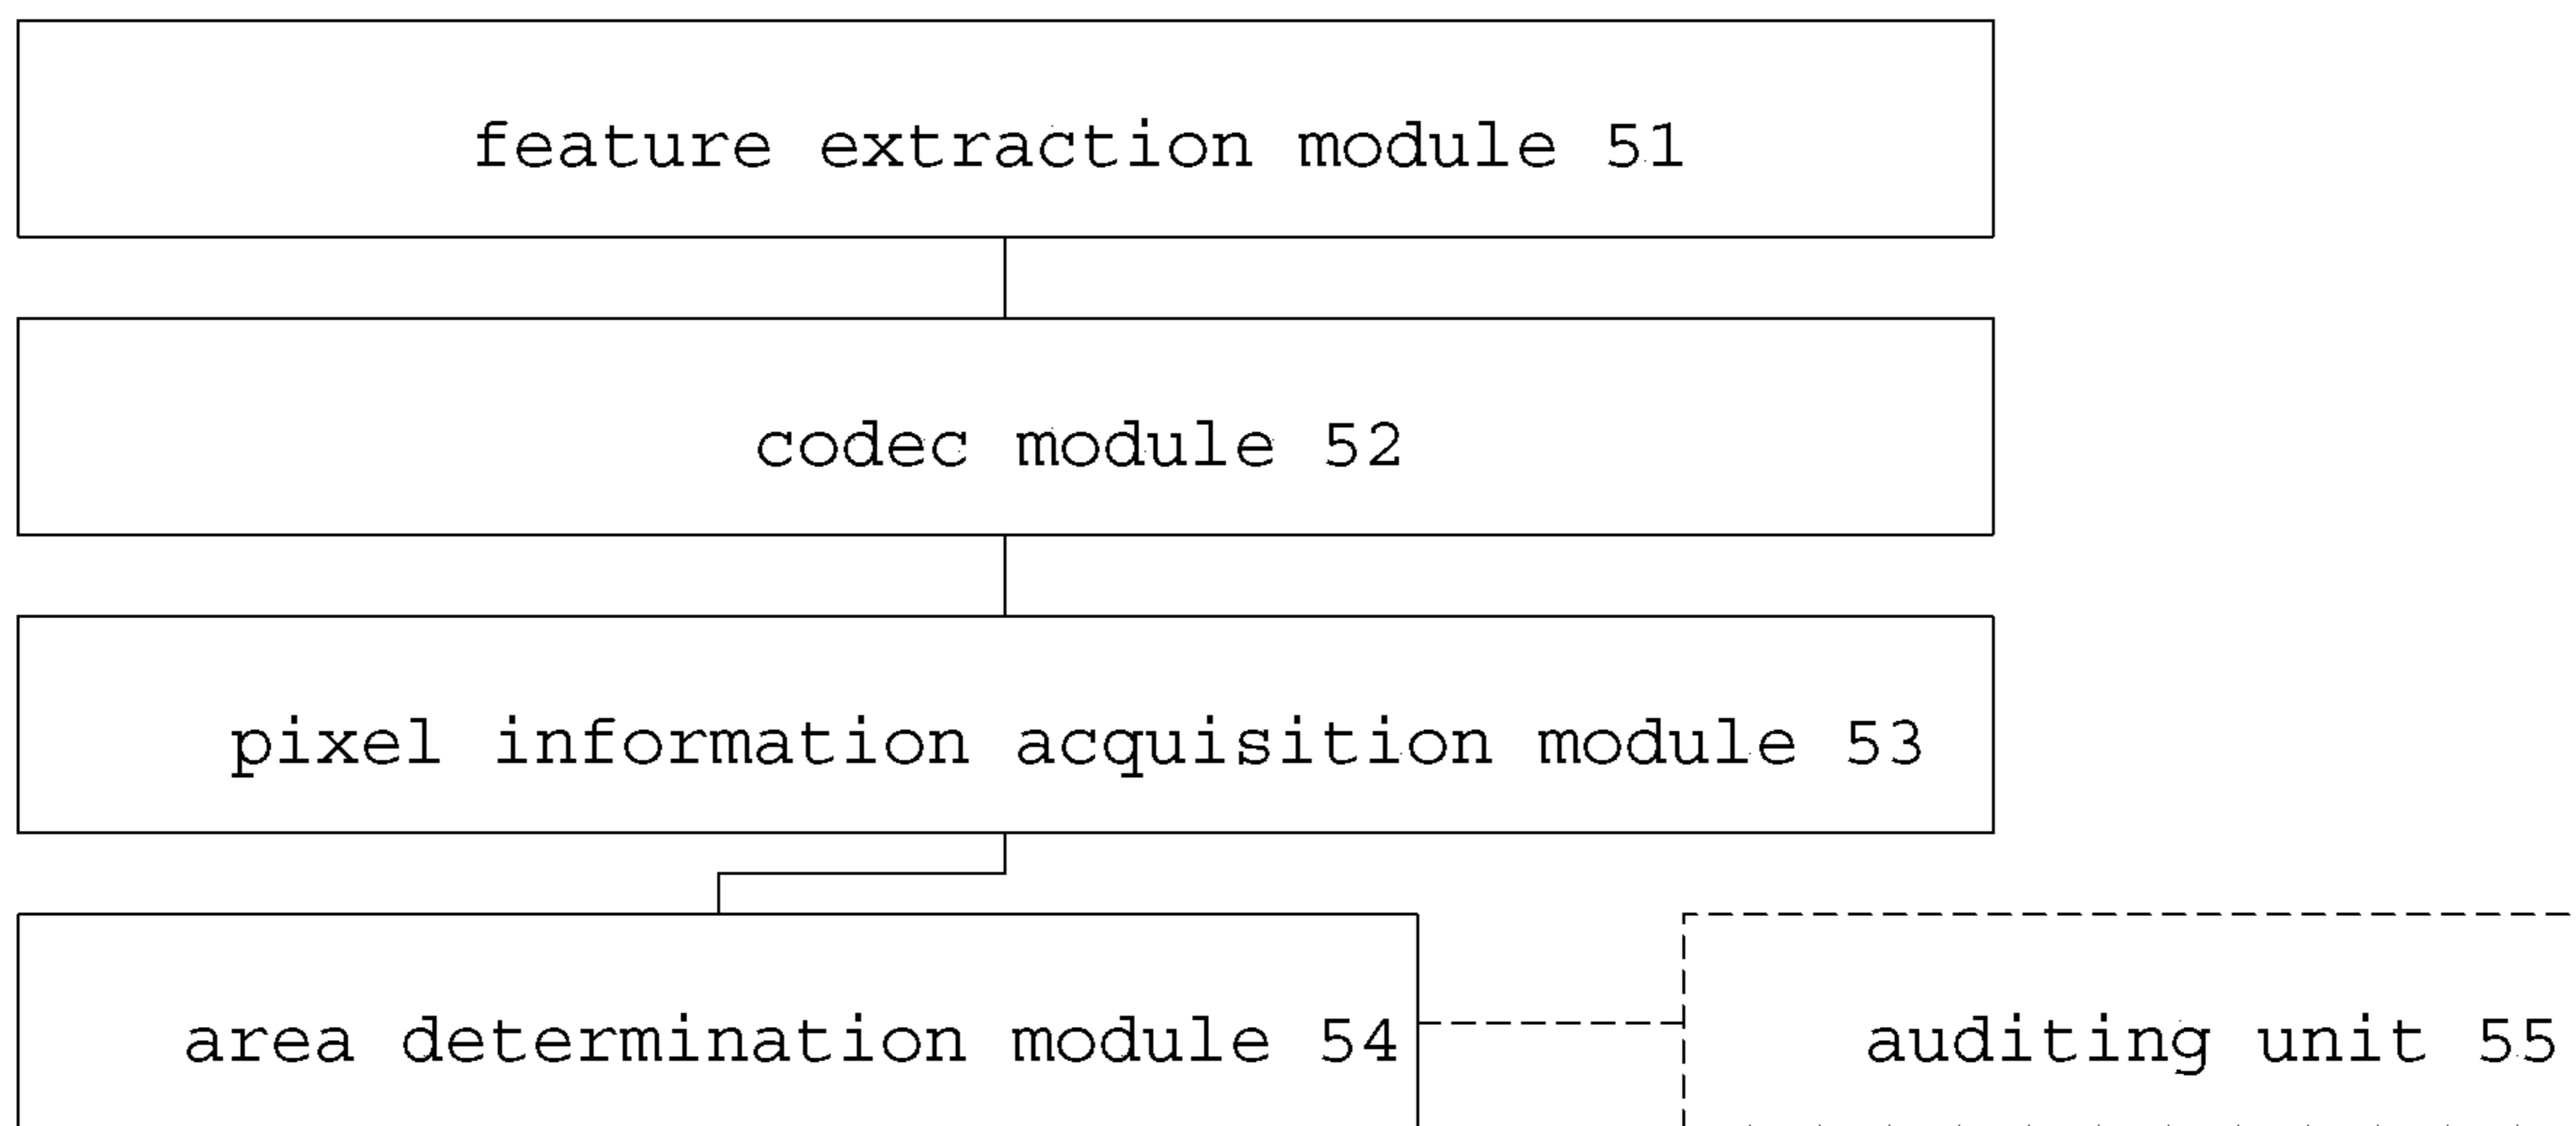 feature extraction module 51
codec module 52
pixel information acquisition module 53
area determination module 54
auditing unit 55